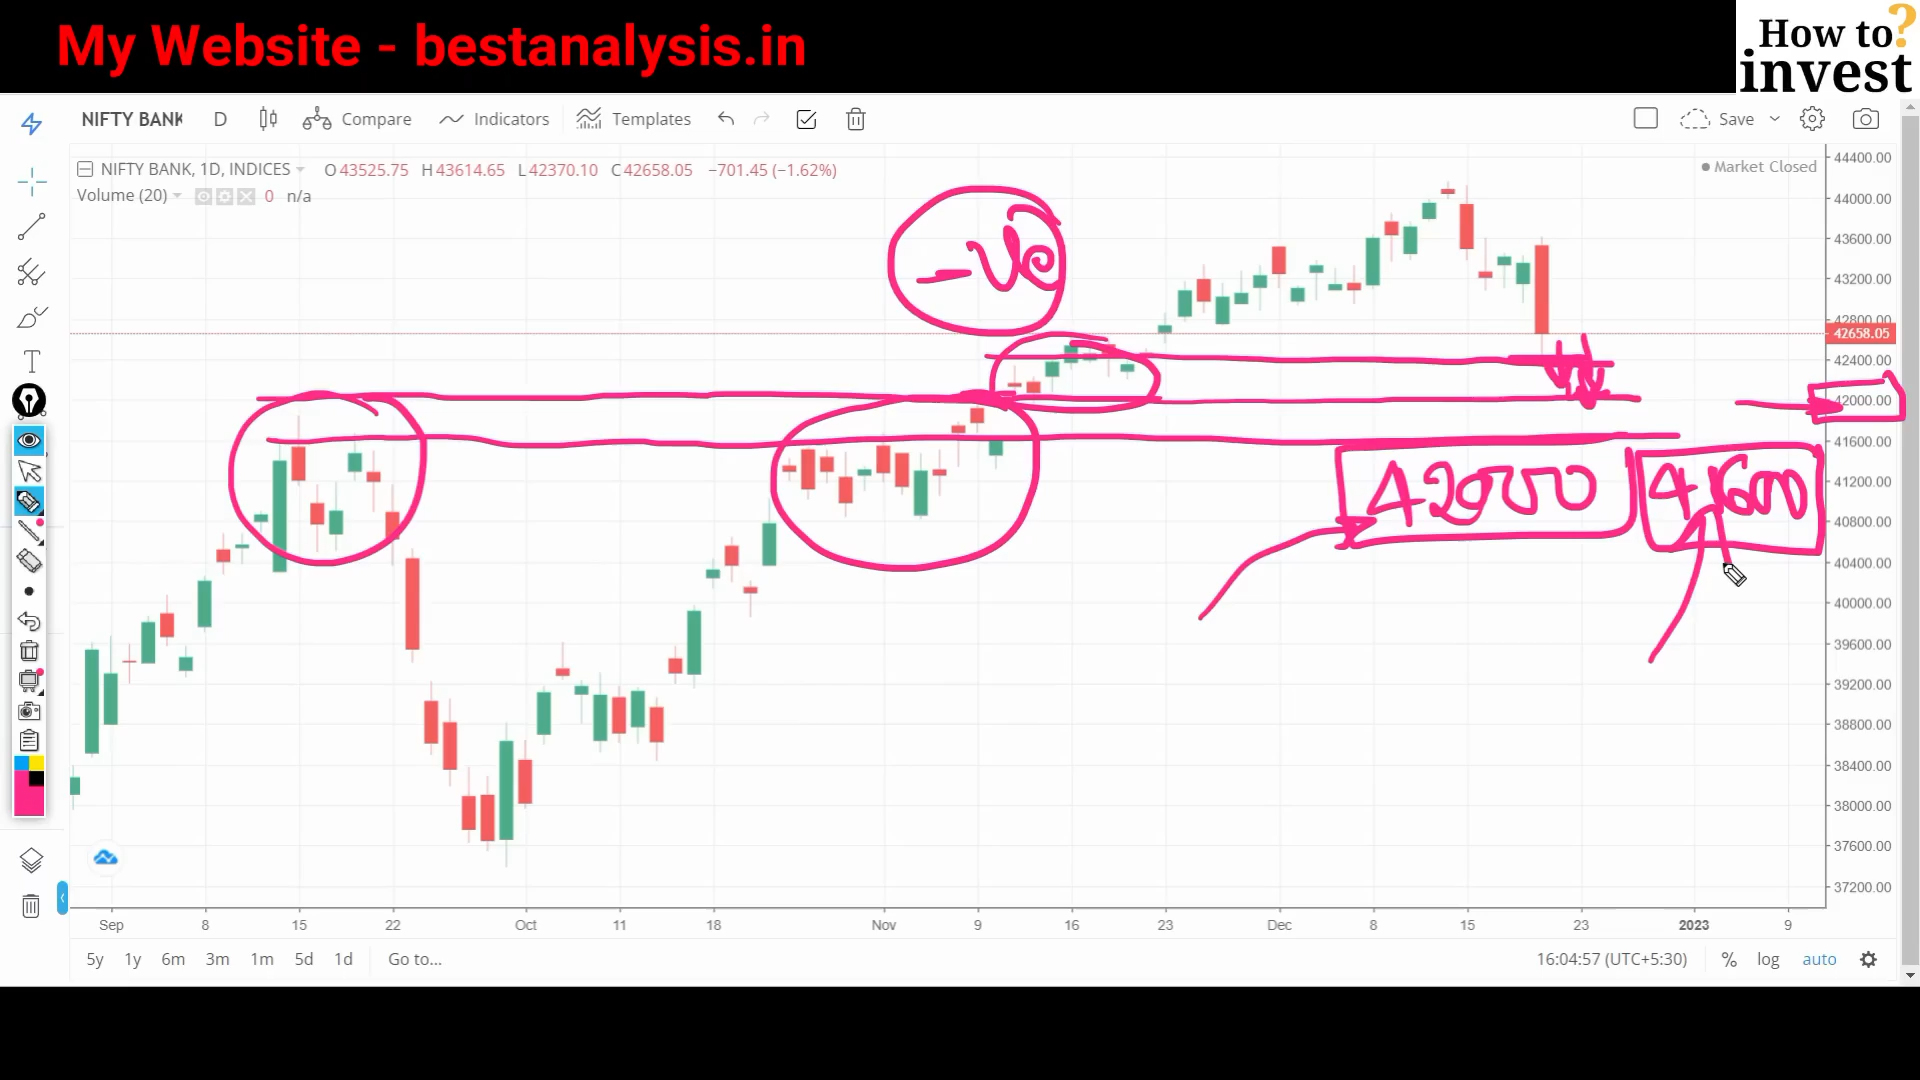 My Website - bestanalysis.in
How to?
invest
NIFTY BANK D Compare Indicators Templates Save
NIFTY BANK, 1D, INDICES O43525.75 H43614.65 L42370.10 C42658.05 −701.45 (−1.62%)
Market Closed
Volume (20) 0 n/a
-Ve
44400.00
44000.00
43600.00
43200.00
42800.00
42658.05
42400.00
42000.00
41600.00
42000 41600
41200.00
40800.00
40400.00
40000.00
39600.00
39200.00
38800.00
38400.00
38000.00
37600.00
37200.00
Sep 8 15 22 Oct 11 18 Nov 9 16 23 Dec 8 15 23 2023 9
5y 1y 6m 3m 1m 5d 1d Go to... 16:04:57 (UTC+5:30) % log auto